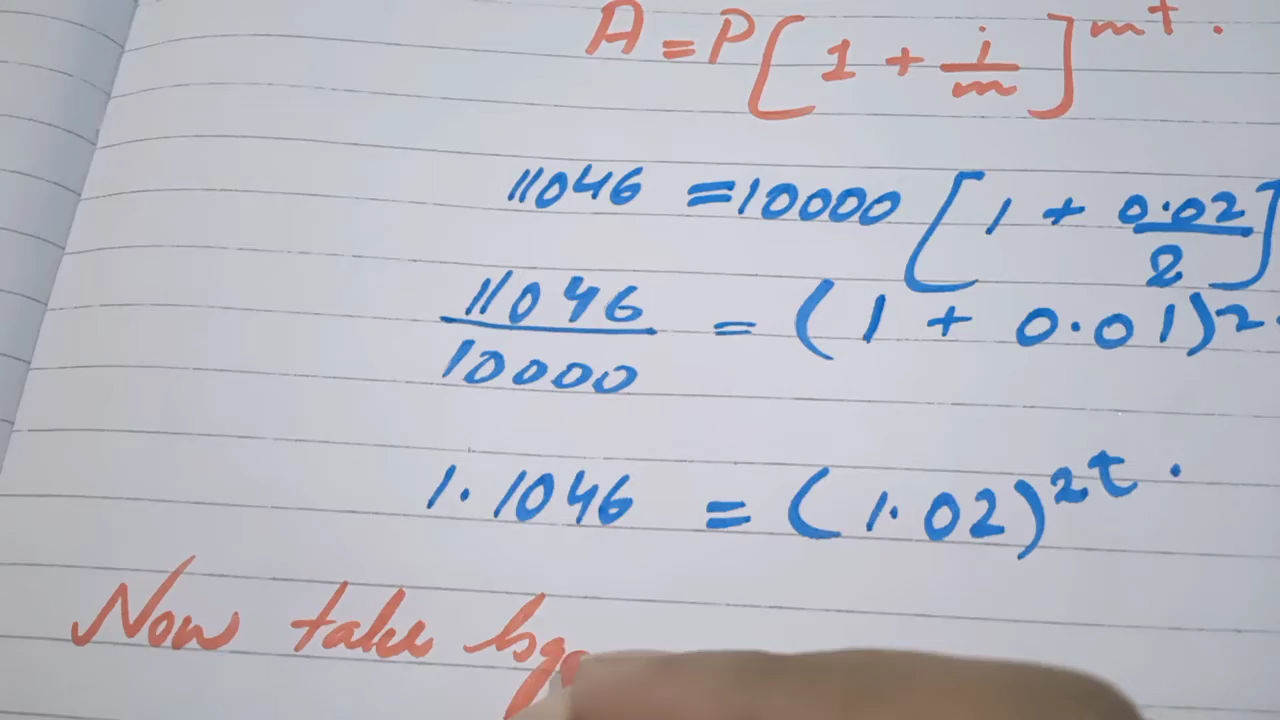 A = P[1 + i/m]^mt.
11046 = 10000[1 + 0.02/2]
11046/10000 = (1 + 0.01)^2
1.1046 = (1.02)^2t.
Now take